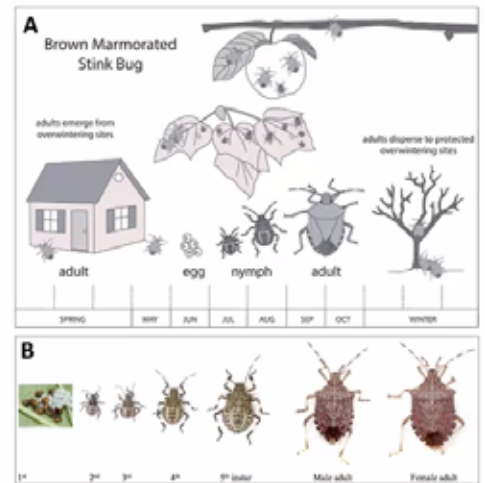 A
Brown Marmorated
Stink Bug
adults emerge from
overwintering sites
adults disperse to protected
overwintering sites
adult egg nymph adult
SPRING MAY JUN JUL AUG SEP OCT WINTER
B
1st 2nd 3rd 4th 5th instar Male adult Female adult